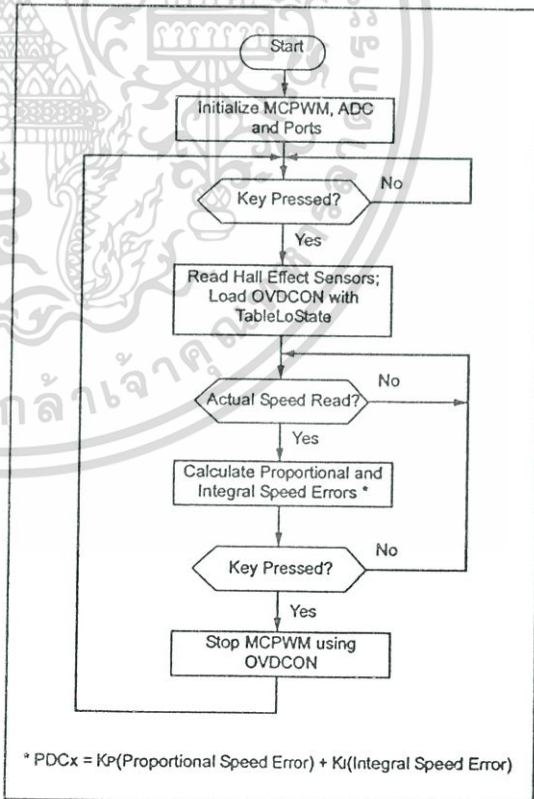 Start
Initialize MCPWM, ADC
and Ports
Key Pressed?
No
Yes
Read Hall Effect Sensors;
Load OVDCON with
TableLoState
Actual Speed Read?
No
Yes
Calculate Proportional and
Integral Speed Errors *
Key Pressed?
No
Yes
Stop MCPWM using
OVDCON
* PDCx = KP(Proportional Speed Error) + KI(Integral Speed Error)